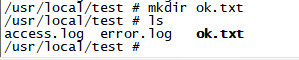 /usr/local/test # mkdir ok.txt
/usr/local/test # ls
access.log  error.log   ok.txt
/usr/local/test #